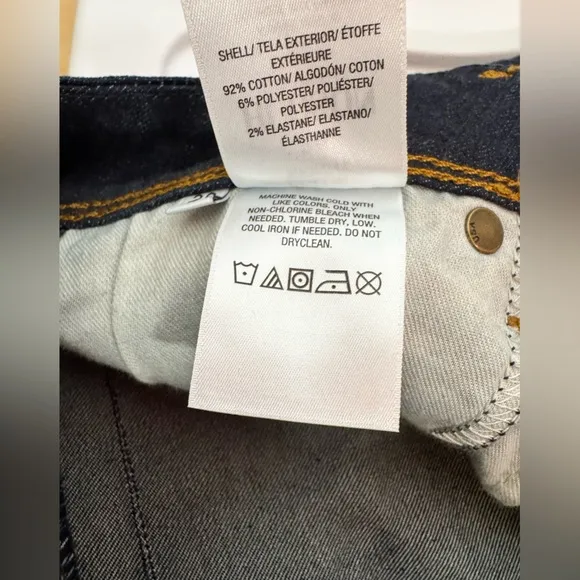 SHELL/ TELA EXTERIOR/ ÉTOFFE
EXTÉRIEURE
92% COTTON/ ALGODÓN/ COTON
6% POLYESTER/ POLIÉSTER/
POLYESTER
2% ELASTANE/ ELASTANO/
ÉLASTHANNE
MACHINE WASH COLD WITH
LIKE COLORS. ONLY
NON-CHLORINE BLEACH WHEN
NEEDED. TUMBLE DRY, LOW.
COOL IRON IF NEEDED. DO NOT
DRYCLEAN.